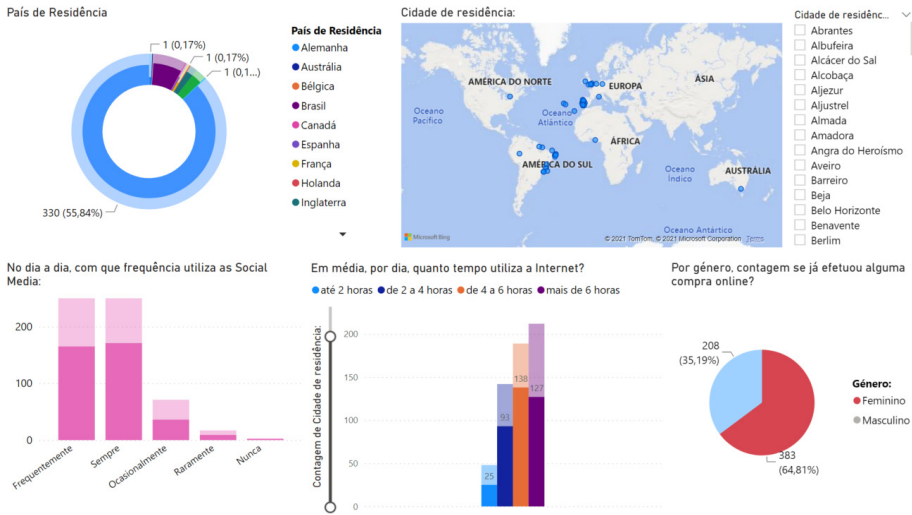 País de Residência
1 (0,17%)
1 (0,17%)
1 (0,1...)
330 (55,84%)
País de Residência
Alemanha
Austrália
Bélgica
Brasil
Canadá
Espanha
França
Holanda
Inglaterra
Cidade de residência:
AMÉRICA DO NORTE
EUROPA
ÁSIA
Oceano
Pacífico
Oceano
Atlântico
ÁFRICA
AMÉRICA DO SUL
Oceano
Índico
AUSTRÁLIA
Oceano Antártico
Microsoft Bing
© 2021 TomTom, © 2021 Microsoft Corporation Terms
Cidade de residênc...
Abrantes
Albufeira
Alcácer do Sal
Alcobaça
Aljezur
Aljustrel
Almada
Amadora
Angra do Heroísmo
Aveiro
Barreiro
Beja
Belo Horizonte
Benavente
Berlim
No dia a dia, com que frequência utiliza as Social
Media:
200
100
0
Frequentemente
Sempre
Ocasionalmente
Raramente
Nunca
Em média, por dia, quanto tempo utiliza a Internet?
até 2 horas de 2 a 4 horas de 4 a 6 horas mais de 6 horas
Contagem de Cidade de residência:
200
150
100
50
0
25
93
138
127
Por género, contagem se já efetuou alguma
compra online?
208
(35,19%)
383
(64,81%)
Género:
Feminino
Masculino